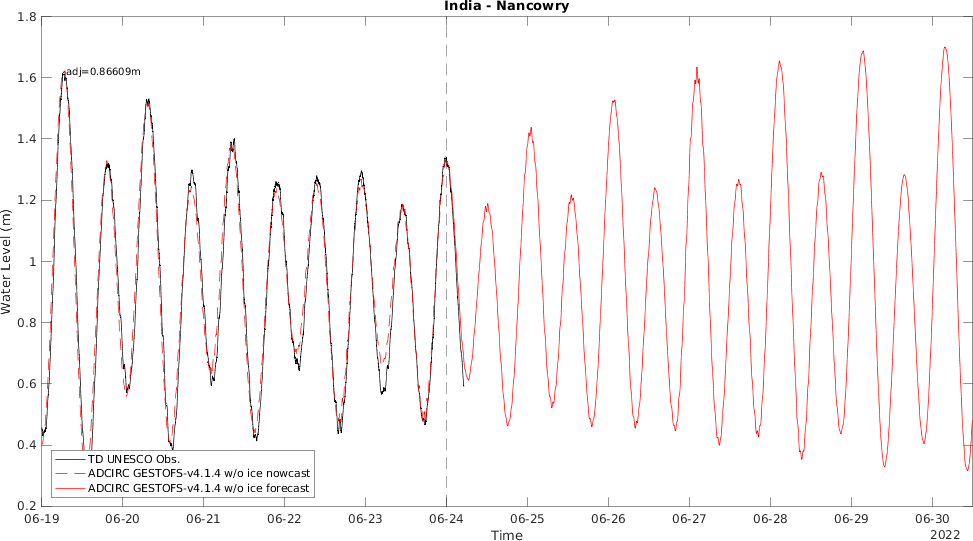 India - Nancowry
1.8
1.6
1.4
1.2
1
0.8
0.6
0.4
0.2
Water Level (m)
adj=0.86609m
TD UNESCO Obs.
ADCIRC GESTOFS-v4.1.4 w/o ice nowcast
ADCIRC GESTOFS-v4.1.4 w/o ice forecast
06-19 06-20 06-21 06-22 06-23 06-24 06-25 06-26 06-27 06-28 06-29 06-30
2022
Time